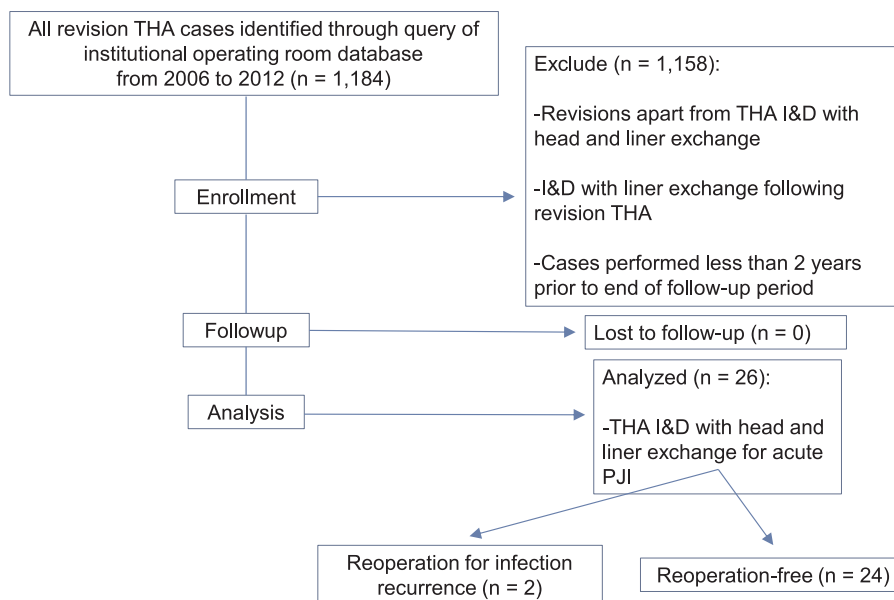 All revision THA cases identified through query of
institutional operating room database
from 2006 to 2012 (n = 1,184)
Exclude (n = 1,158):
-Revisions apart from THA I&D with
head and liner exchange
-I&D with liner exchange following
revision THA
-Cases performed less than 2 years
prior to end of follow-up period
Enrollment
Followup
Lost to follow-up (n = 0)
Analysis
Analyzed (n = 26):
-THA I&D with head and
liner exchange for acute
PJI
Reoperation for infection
recurrence (n = 2)
Reoperation-free (n = 24)